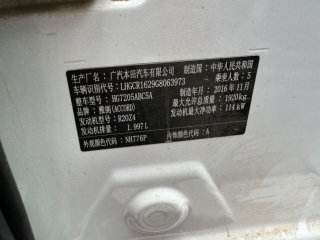 生产厂名：广汽本田汽车有限公司 制造国：中华人民共和国
车辆识别代号：LHGCR1629G8063973 乘坐人数：5
整车型号：HG7205ABC5A 制造年月：2016年11月
品牌：雅阁(ACCORD) 最大允许总质量：1920kg
发动机型号：R20Z4 发动机最大净功率：114kW
发动机排量：1.997L
外观颜色代码：NH776P 内饰颜色代码：A